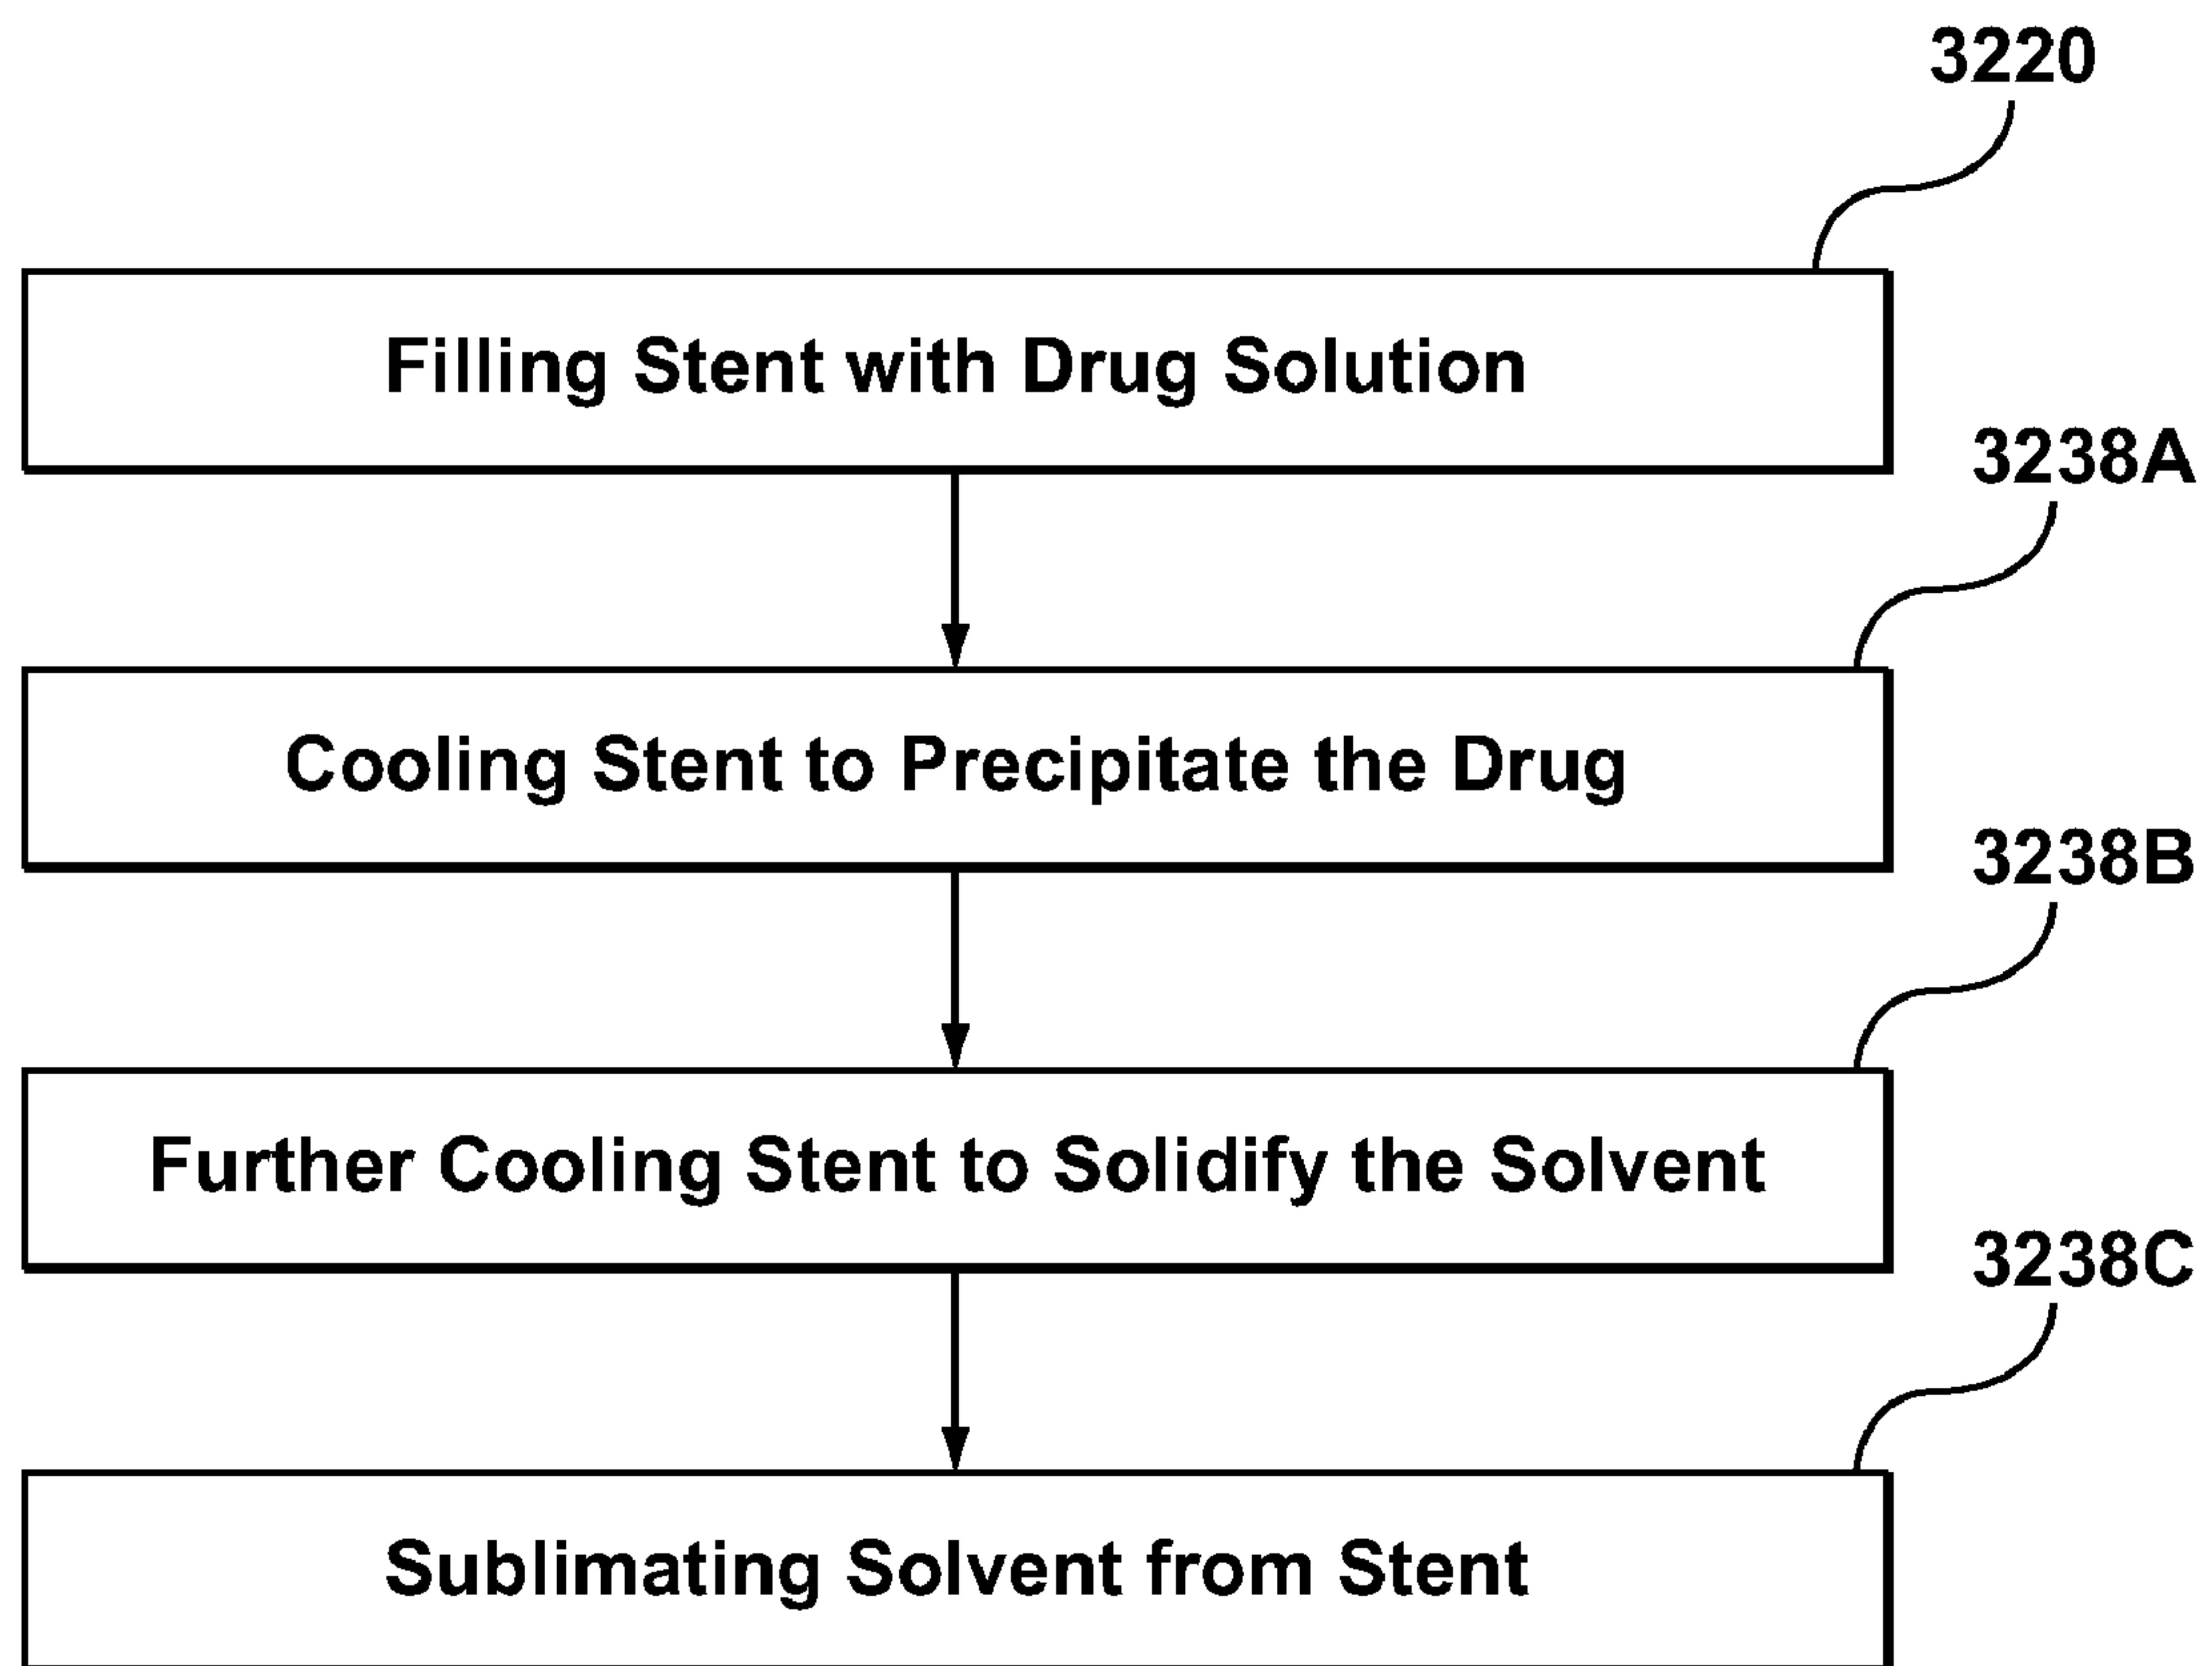 3220
Filling Stent with Drug Solution
3238A
Cooling Stent to Precipitate the Drug
3238B
Further Cooling Stent to Solidify the Solvent
3238C
Sublimating Solvent from Stent